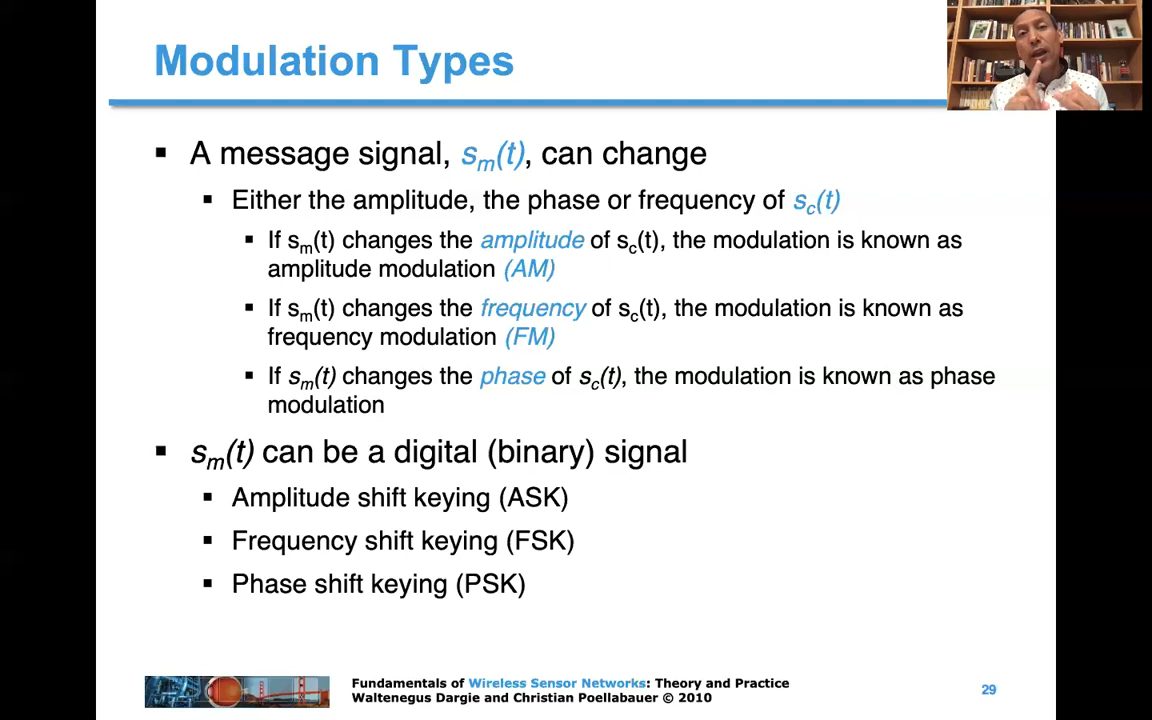 Modulation Types
▪ A message signal, sm(t), can change
▪ Either the amplitude, the phase or frequency of sc(t)
▪ If sm(t) changes the amplitude of sc(t), the modulation is known as
amplitude modulation (AM)
▪ If sm(t) changes the frequency of sc(t), the modulation is known as
frequency modulation (FM)
▪ If sm(t) changes the phase of sc(t), the modulation is known as phase
modulation
▪ sm(t) can be a digital (binary) signal
▪ Amplitude shift keying (ASK)
▪ Frequency shift keying (FSK)
▪ Phase shift keying (PSK)
Fundamentals of Wireless Sensor Networks: Theory and Practice
Waltenegus Dargie and Christian Poellabauer © 2010
29